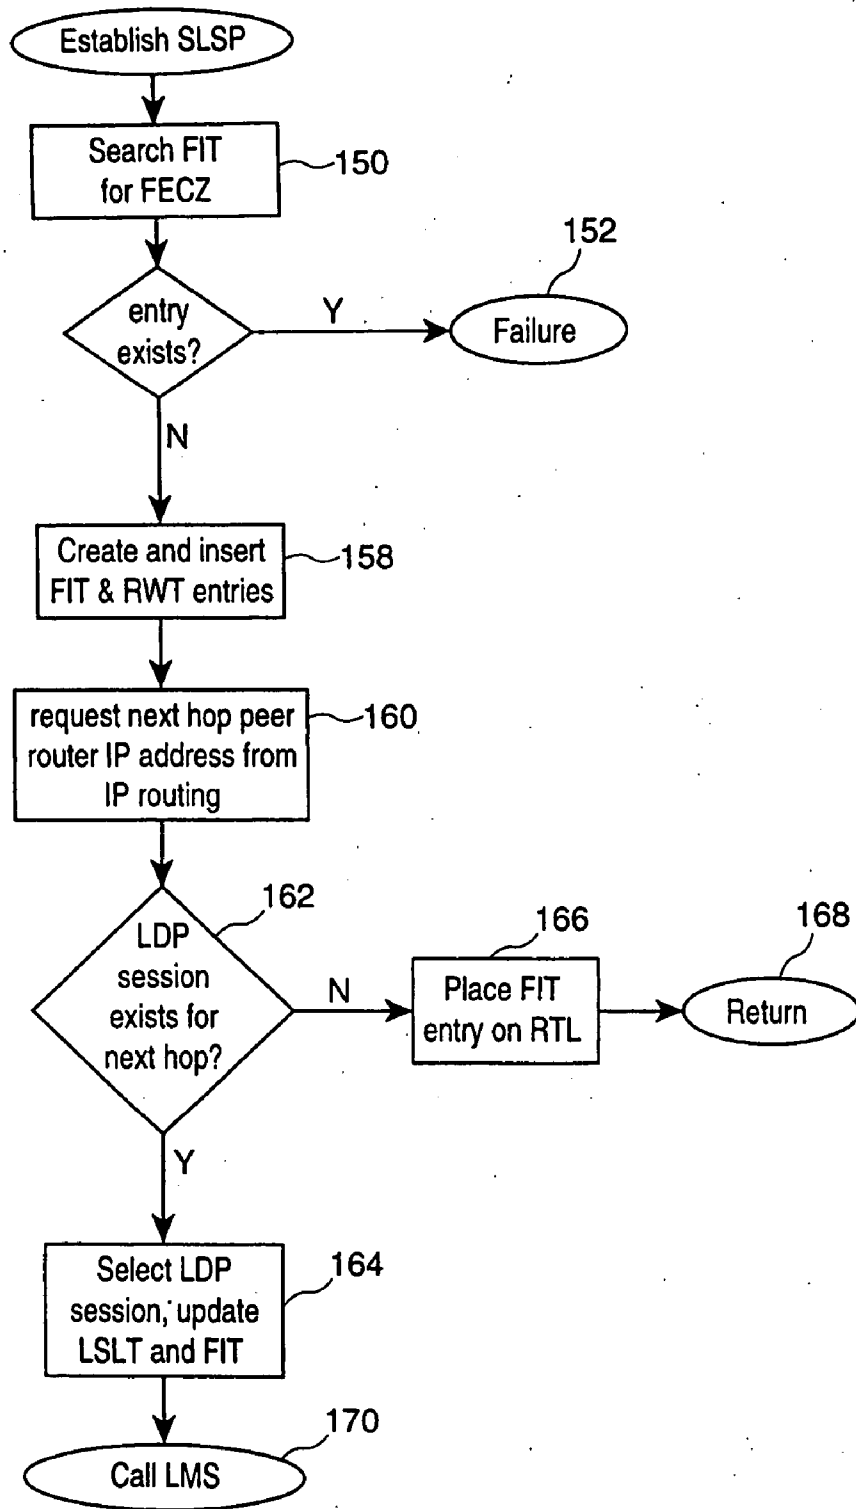 Establish SLSP
Search FIT
for FECZ
150
152
entry
exists?
Y
Failure
N
Create and insert
FIT & RWT entries
158
request next hop peer
router IP address from
IP routing
160
162
LDP
session
exists for
next hop?
N
166
Place FIT
entry on RTL
168
Return
Y
Select LDP
session, update
LSLT and FIT
164
170
Call LMS